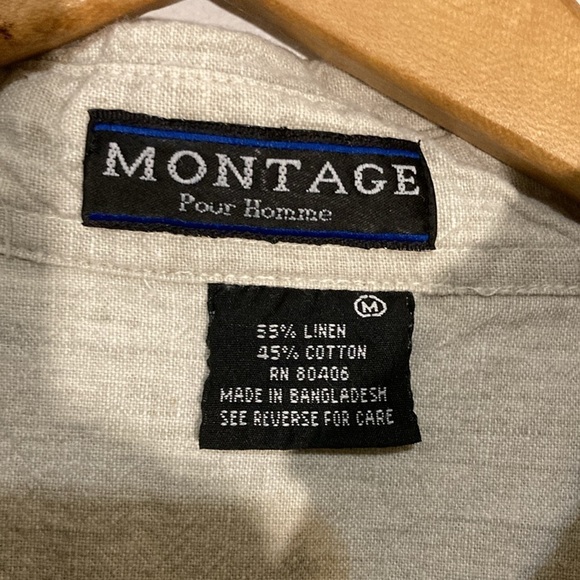 MONTAGE
Pour Homme
M
55% LINEN
45% COTTON
RN 80406
MADE IN BANGLADESH
SEE REVERSE FOR CARE